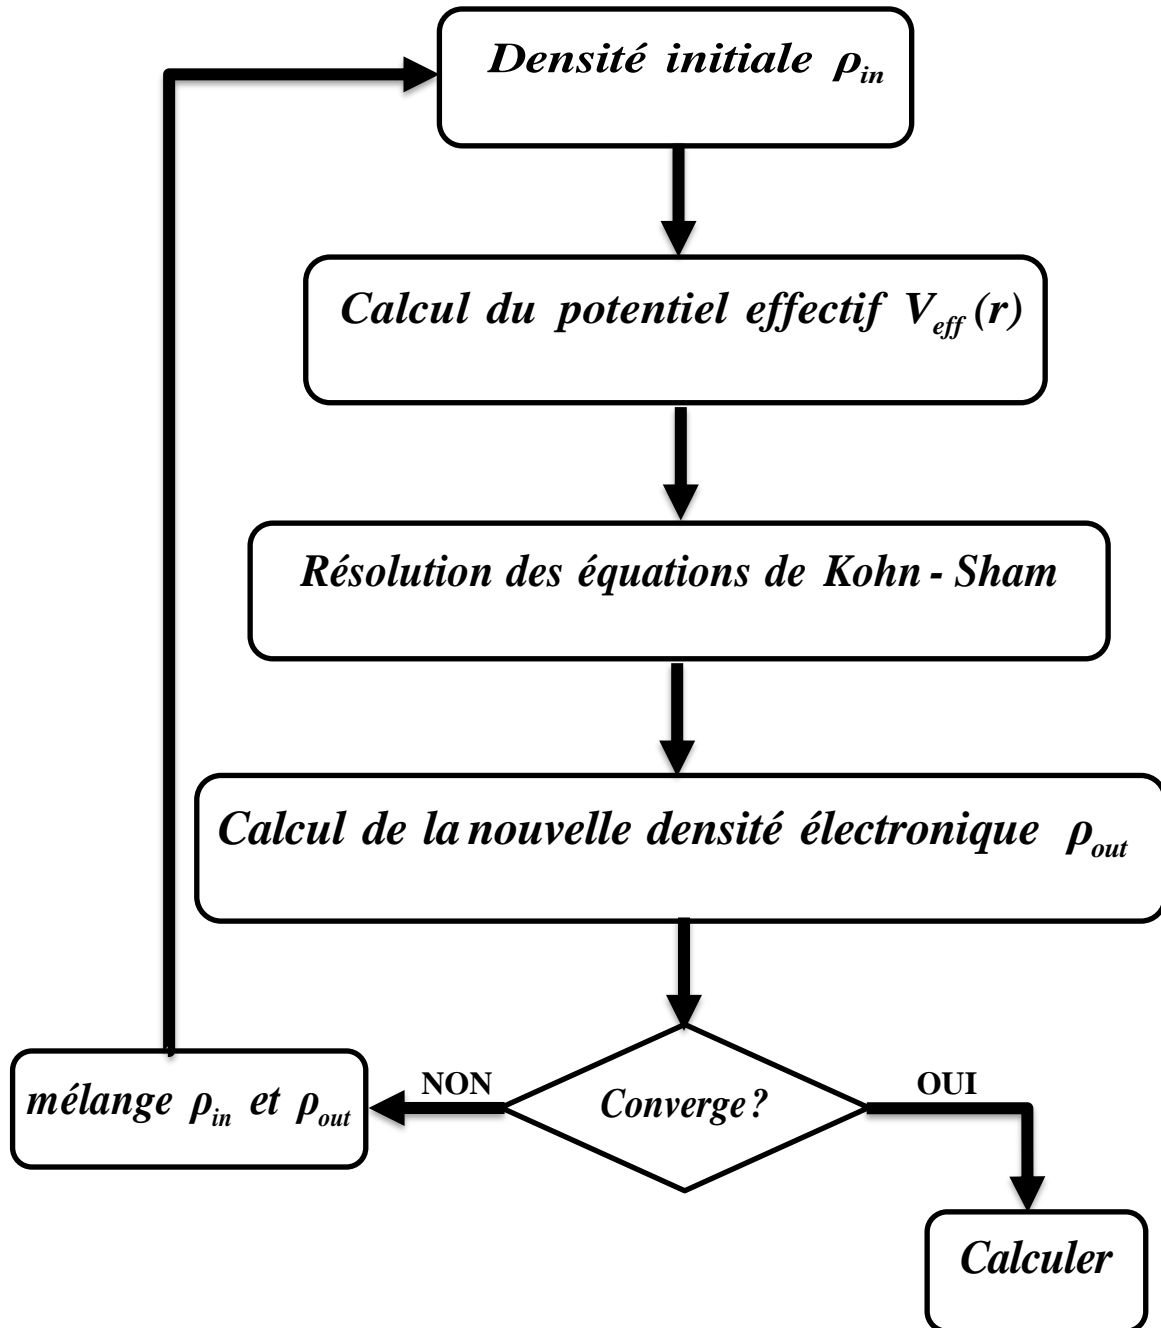 Densité initiale ρin
Calcul du potentiel effectif Veff (r)
Résolution des équations de Kohn - Sham
Calcul de la nouvelle densité électronique ρout
NON
OUI
mélange ρin et ρout
Converge ?
Calculer